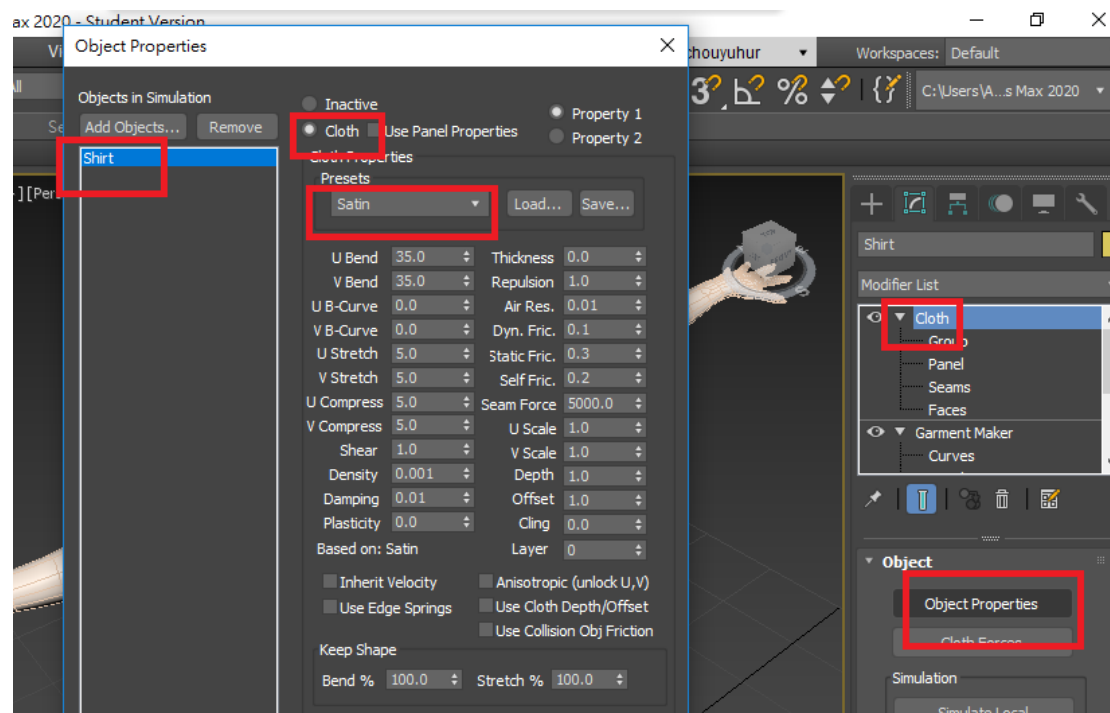 ax 2020 - Student Version
Object Properties
Objects in Simulation
Add Objects...
Remove
Shirt
Inactive
Cloth
Use Panel Properties
Property 1
Property 2
Cloth Properties
Presets
Satin
Load...
Save...
U Bend 35.0
Thickness 0.0
V Bend 35.0
Repulsion 1.0
U B-Curve 0.0
Air Res. 0.01
V B-Curve 0.0
Dyn. Fric. 0.1
U Stretch 5.0
Static Fric. 0.3
V Stretch 5.0
Self Fric. 0.2
U Compress 5.0
Seam Force 5000.0
V Compress 5.0
U Scale 1.0
Shear 1.0
V Scale 1.0
Density 0.001
Depth 1.0
Damping 0.01
Offset 1.0
Plasticity 0.0
Cling 0.0
Based on: Satin
Layer 0
Inherit Velocity
Anisotropic (unlock U,V)
Use Edge Springs
Use Cloth Depth/Offset
Use Collision Obj Friction
Keep Shape
Bend % 100.0
Stretch % 100.0
chouyuhur
Workspaces: Default
C:\Users\A...s Max 2020
Shirt
Modifier List
Cloth
Group
Panel
Seams
Faces
Garment Maker
Curves
Object
Object Properties
Cloth Forces
Simulation
Simulate Local